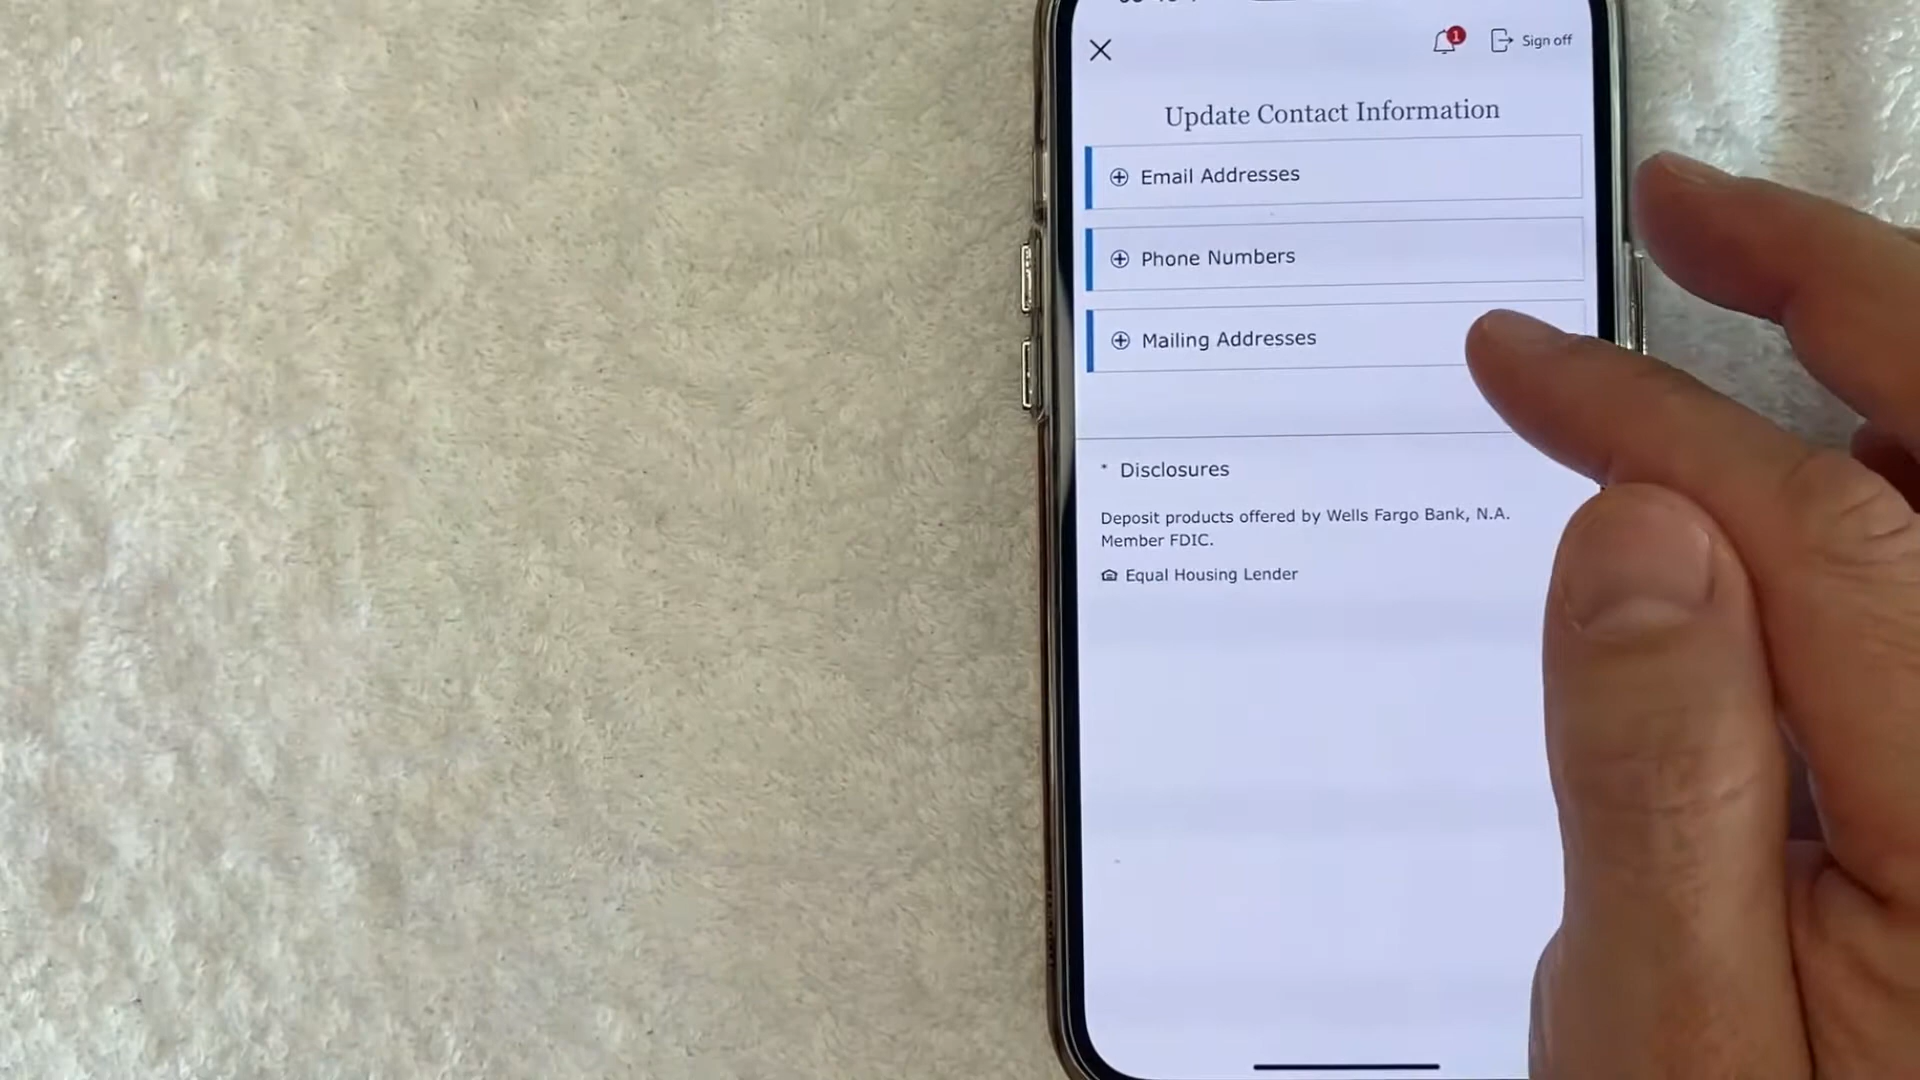 1
Sign off
Update Contact Information
Email Addresses
Phone Numbers
Mailing Addresses
* Disclosures
Deposit products offered by Wells Fargo Bank, N.A.
Member FDIC.
Equal Housing Lender